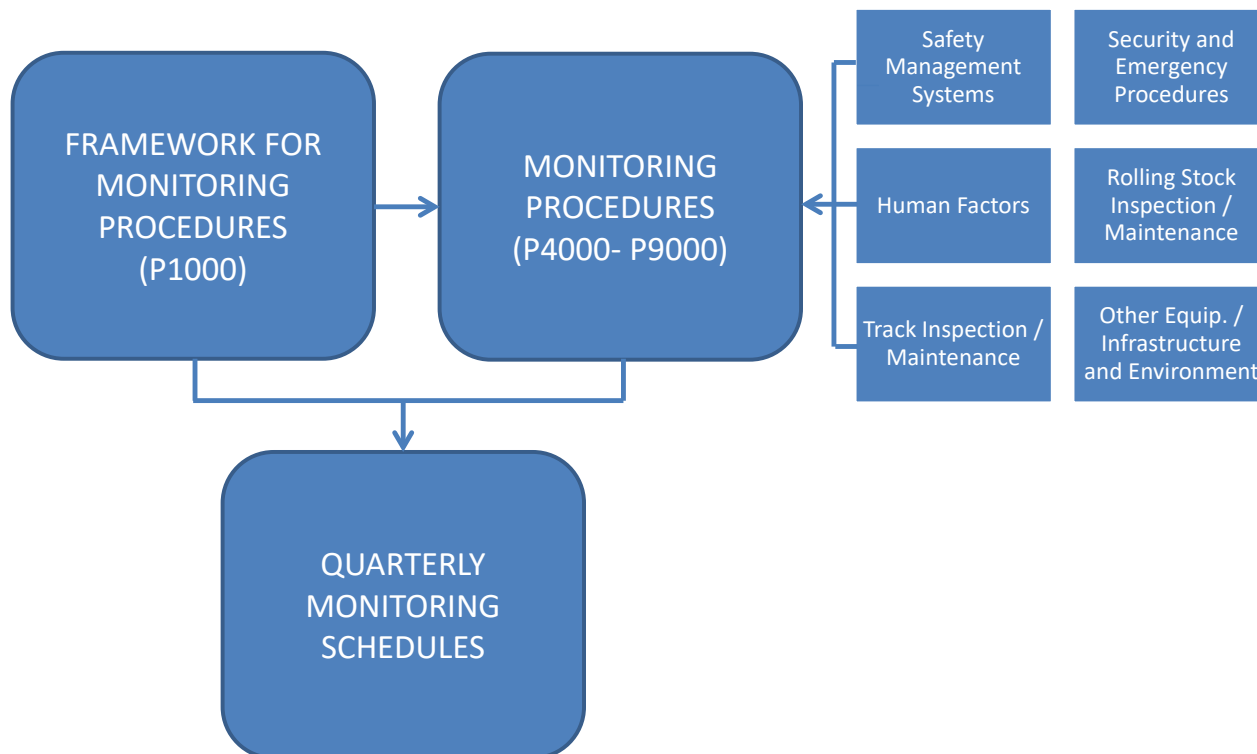 FRAMEWORK FOR
MONITORING
PROCEDURES
(P1000)
MONITORING
PROCEDURES
(P4000- P9000)
Safety
Management
Systems
Security and
Emergency
Procedures
Human Factors
Rolling Stock
Inspection /
Maintenance
Track Inspection /
Maintenance
Other Equip. /
Infrastructure
and Environment
QUARTERLY
MONITORING
SCHEDULES